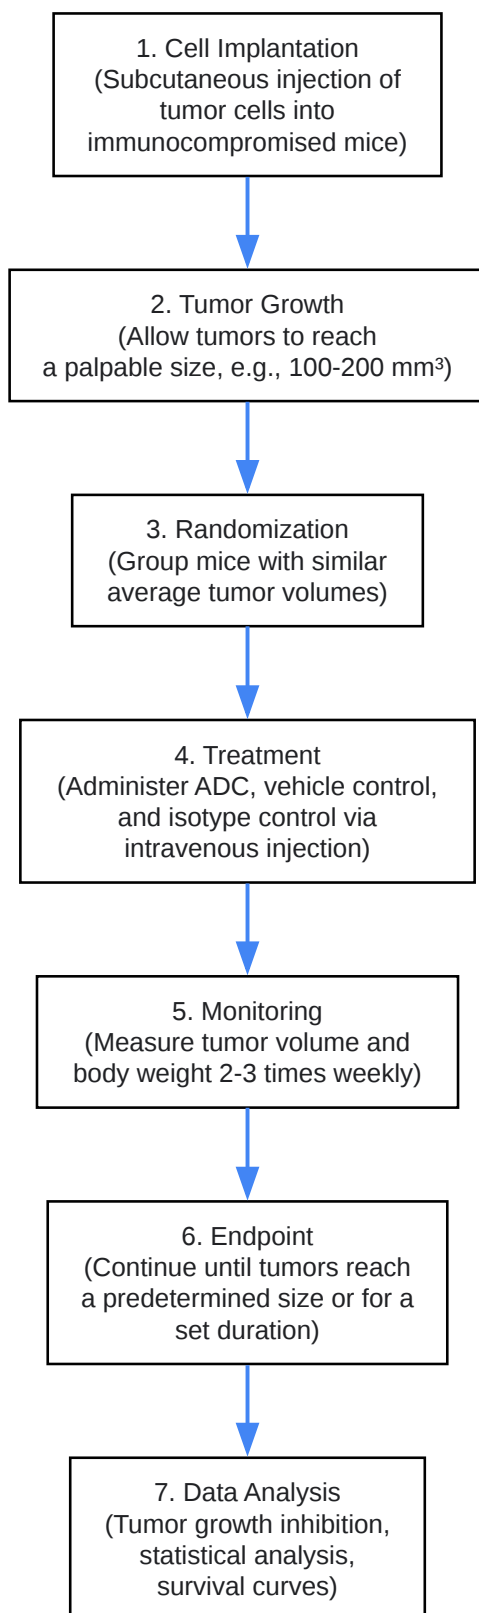 1. Cell Implantation
(Subcutaneous injection of
tumor cells into
immunocompromised mice)
2. Tumor Growth
(Allow tumors to reach
a palpable size, e.g., 100-200 mm³)
3. Randomization
(Group mice with similar
average tumor volumes)
4. Treatment
(Administer ADC, vehicle control,
and isotype control via
intravenous injection)
5. Monitoring
(Measure tumor volume and
body weight 2-3 times weekly)
6. Endpoint
(Continue until tumors reach
a predetermined size or for a
set duration)
7. Data Analysis
(Tumor growth inhibition,
statistical analysis,
survival curves)